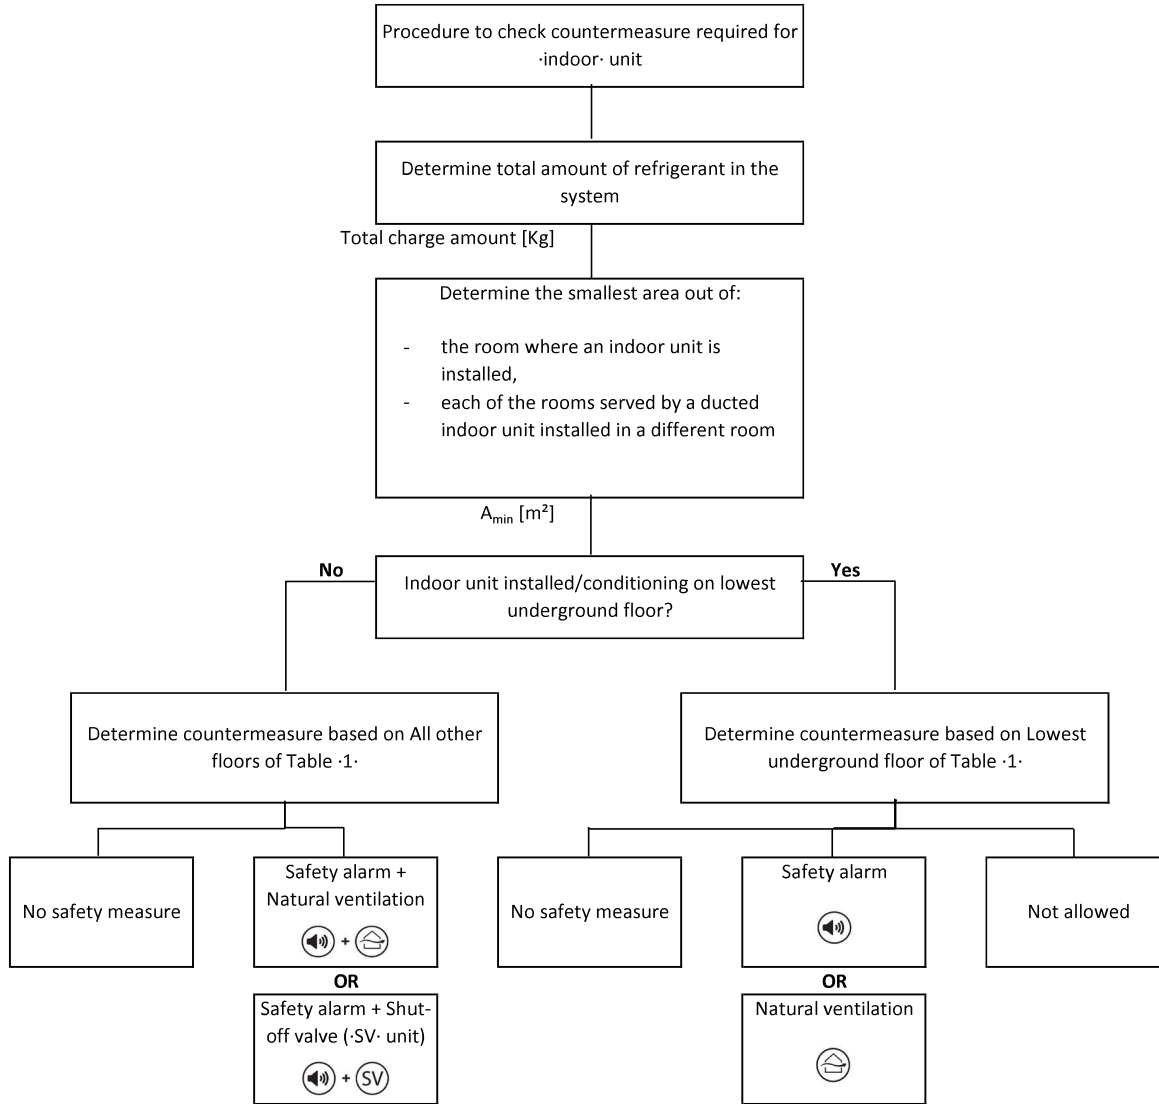 Procedure to check countermeasure required for
·indoor· unit
Determine total amount of refrigerant in the
system
Total charge amount [Kg]
Determine the smallest area out of:
- the room where an indoor unit is
installed,
- each of the rooms served by a ducted
indoor unit installed in a different room
Amin [m²]
No
Yes
Indoor unit installed/conditioning on lowest
underground floor?
Determine countermeasure based on All other
floors of Table ·1·
Determine countermeasure based on Lowest
underground floor of Table ·1·
No safety measure
Safety alarm +
Natural ventilation
+
OR
Safety alarm + Shut-
off valve (·SV· unit)
+ SV
No safety measure
Safety alarm
OR
Natural ventilation
Not allowed